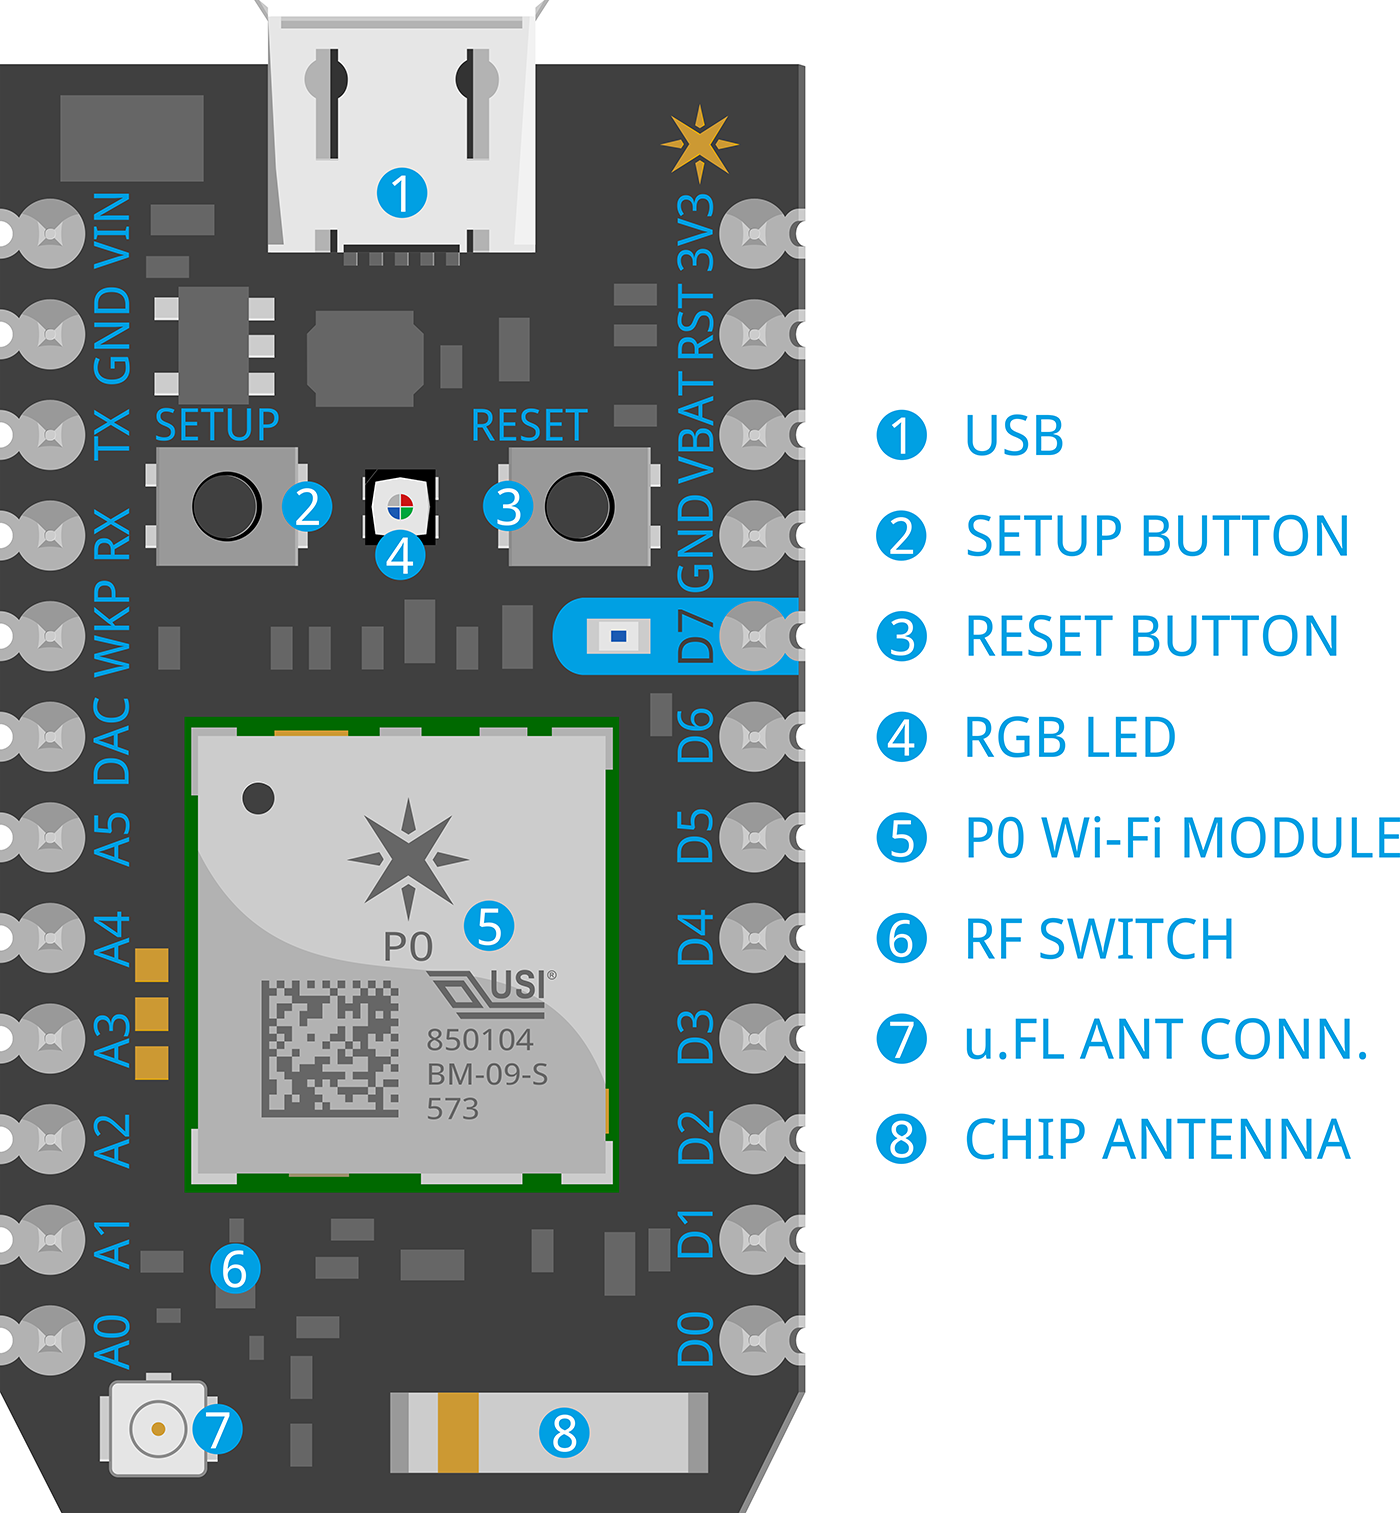 1
VIN
3V3
GND
RST
TX
SETUP
RESET
VBAT
1 USB
RX
2
3
GND
4
2 SETUP BUTTON
WKP
D7
3 RESET BUTTON
DAC
D6
4 RGB LED
A5
D5
5 P0 Wi-Fi MODULE
A4
P0
5
D4
6 RF SWITCH
USI®
A3
850104
BM-09-S
573
D3
7 u.FL ANT CONN.
A2
D2
8 CHIP ANTENNA
A1
6
D1
A0
D0
7
8